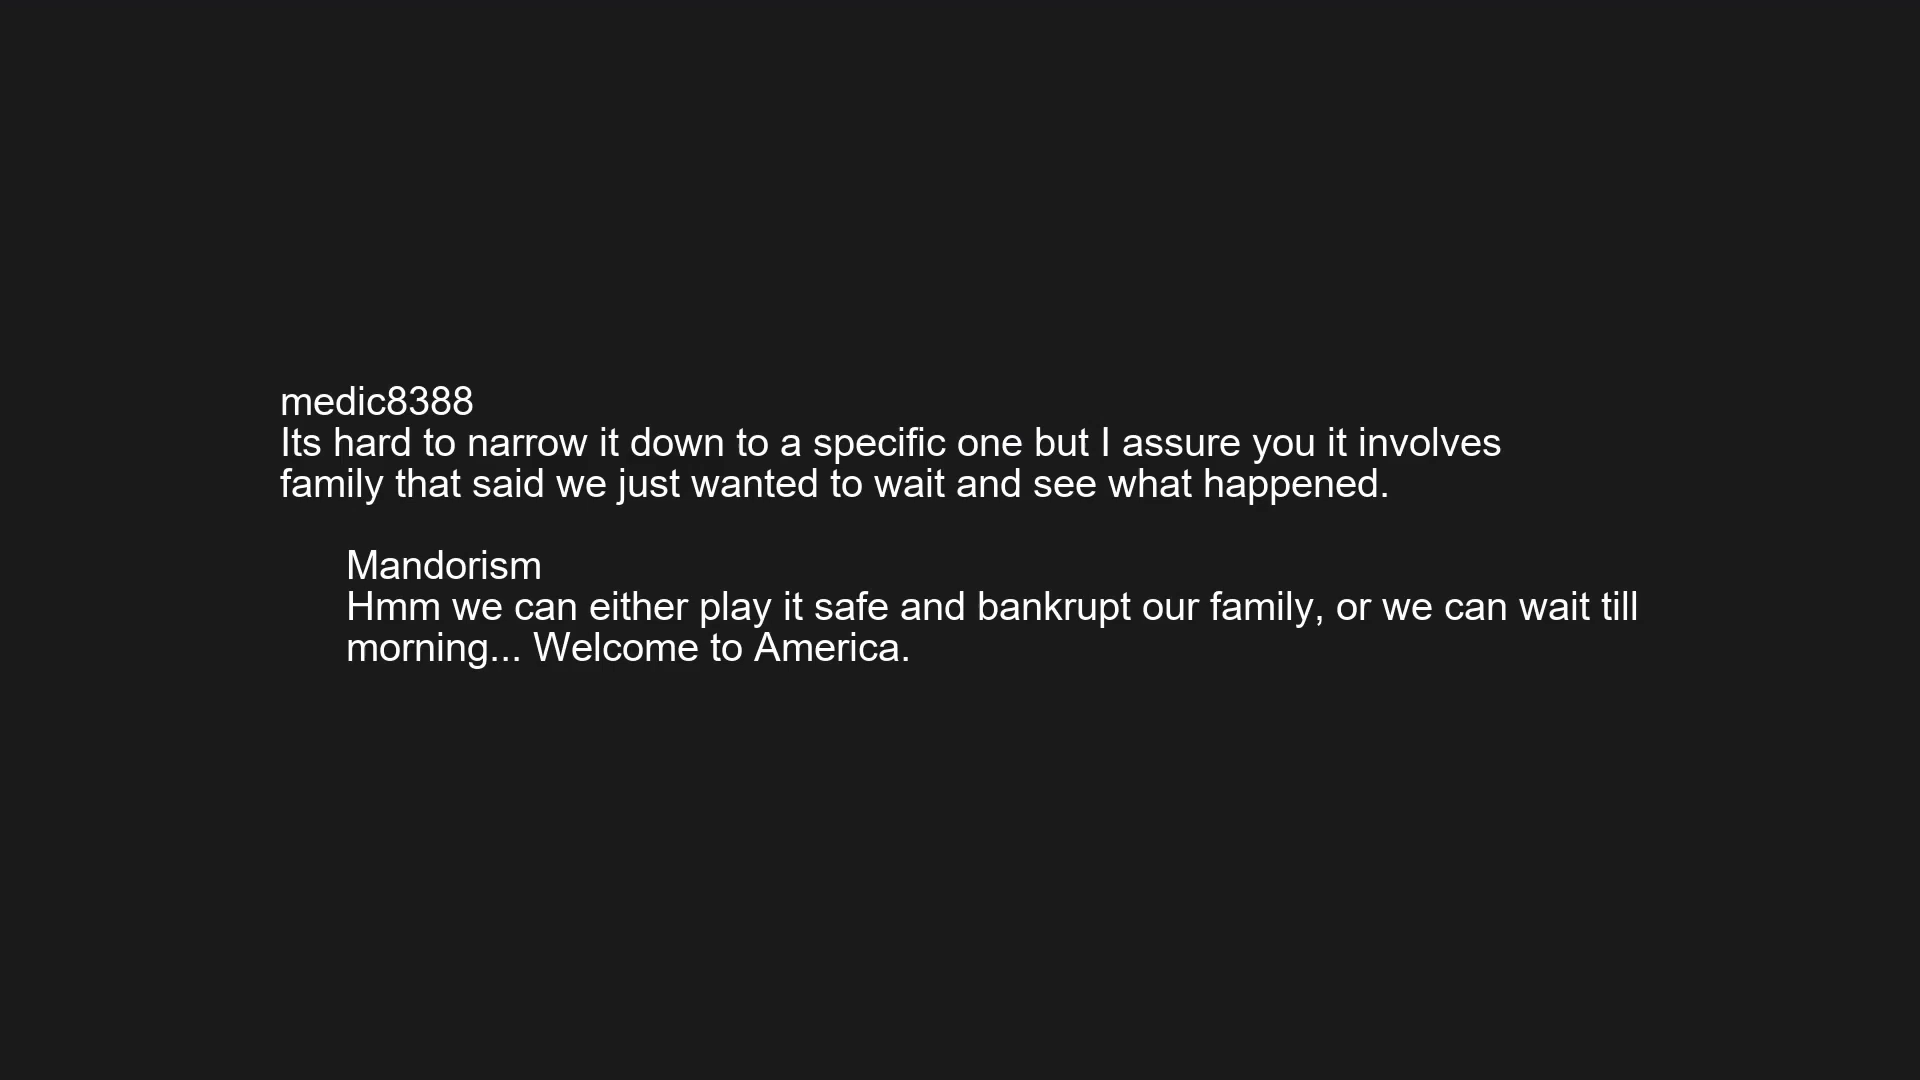 medic8388
Its hard to narrow it down to a specific one but I assure you it involves
family that said we just wanted to wait and see what happened.
Mandorism
Hmm we can either play it safe and bankrupt our family, or we can wait till
morning... Welcome to America.